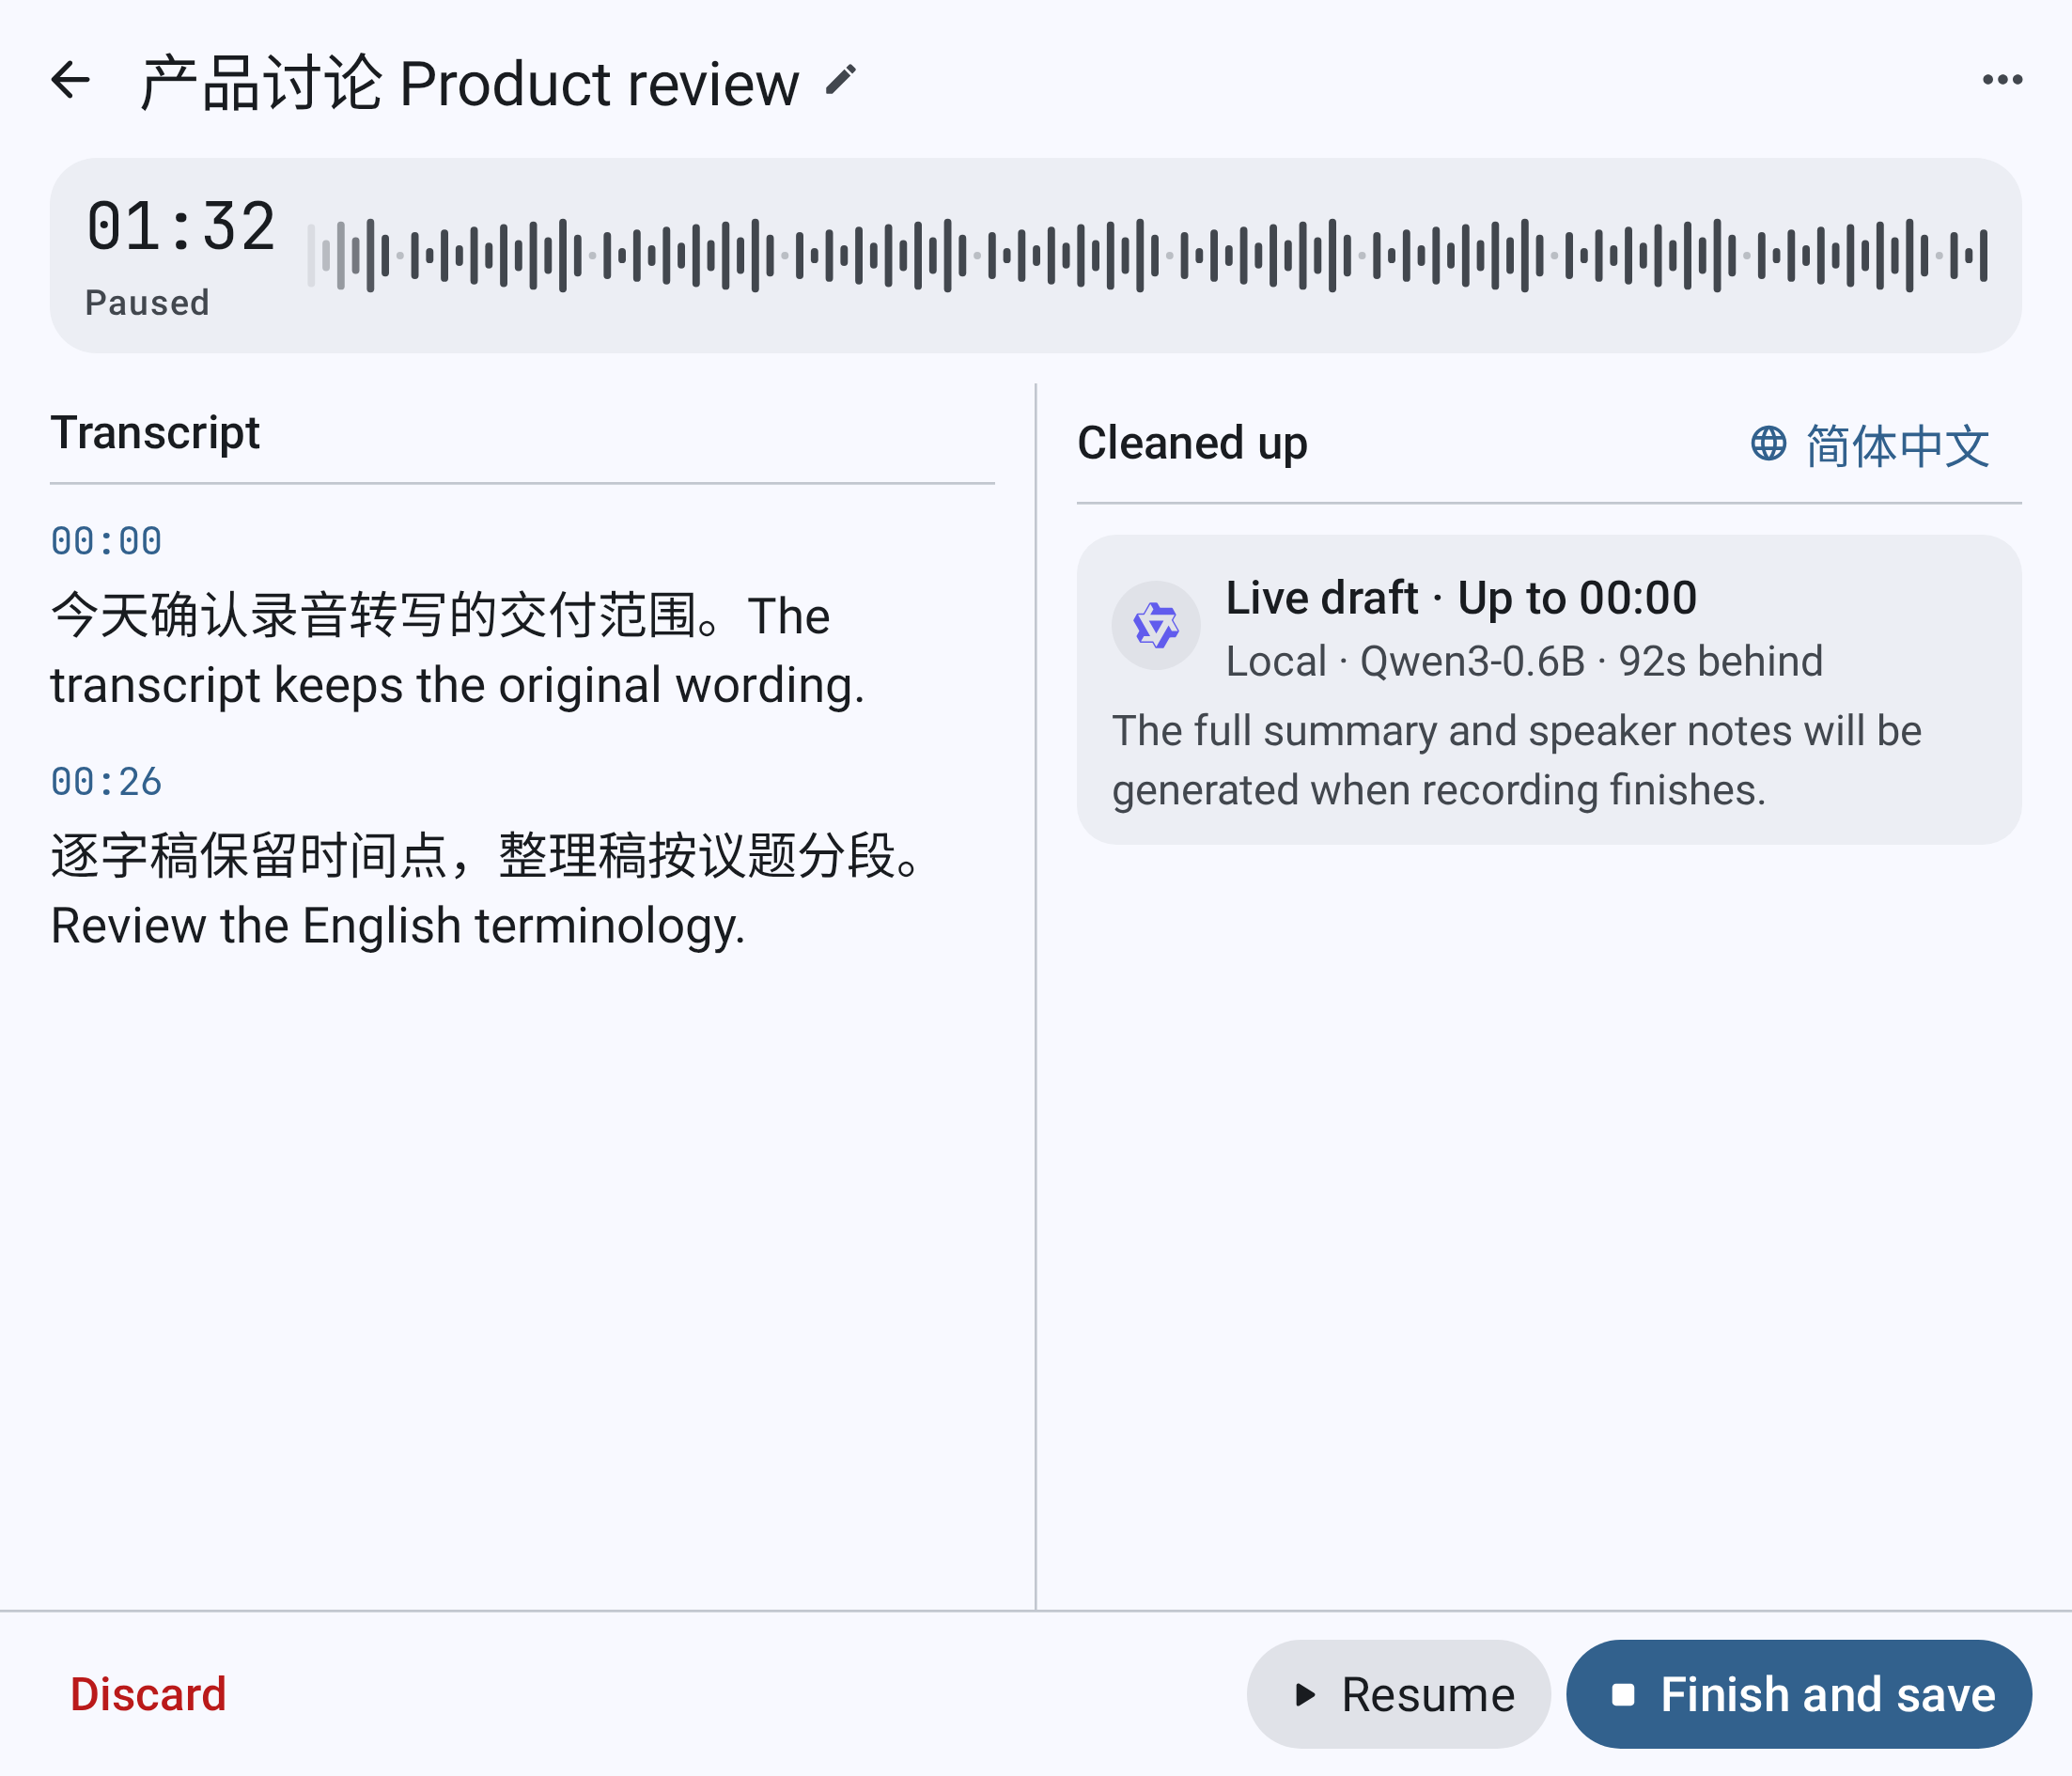 产品讨论 Product review
01:32
Paused
Transcript
00:00
今天确认录音转写的交付范围。The
transcript keeps the original wording.
00:26
逐字稿保留时间点，整理稿按议题分段。
Review the English terminology.
Cleaned up
简体中文
Live draft · Up to 00:00
Local · Qwen3-0.6B · 92s behind
The full summary and speaker notes will be
generated when recording finishes.
Discard
Resume
Finish and save